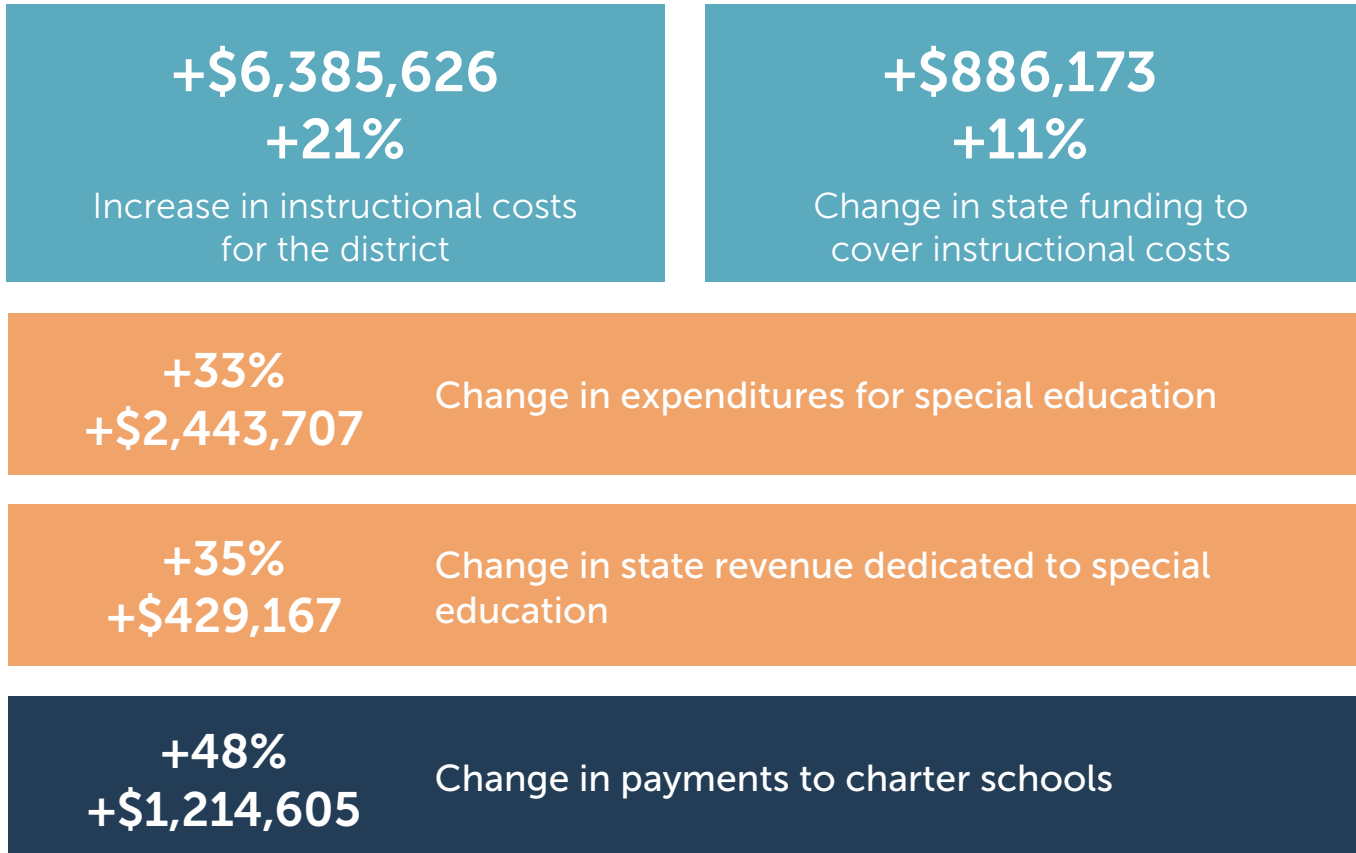 +$6,385,626
+21%
Increase in instructional costs
for the district
+$886,173
+11%
Change in state funding to
cover instructional costs
+33%
+$2,443,707
Change in expenditures for special education
+35%
+$429,167
Change in state revenue dedicated to special
education
+48%
+$1,214,605
Change in payments to charter schools